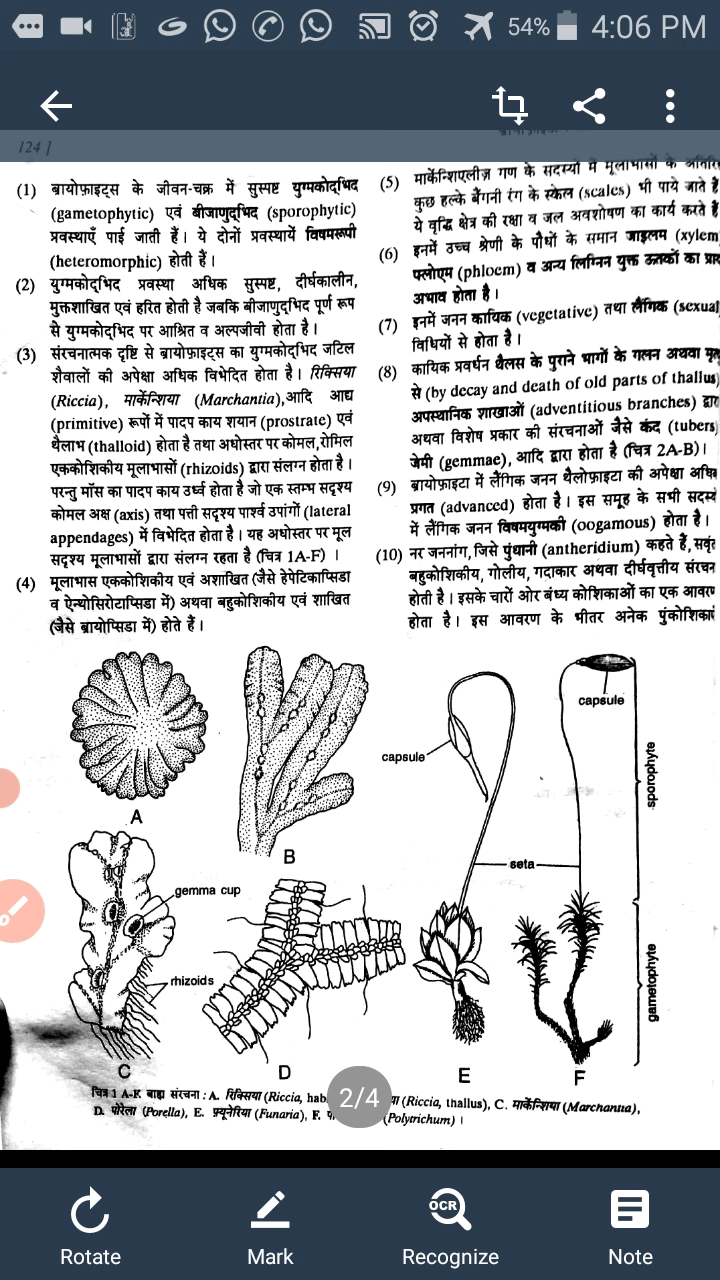 54% 4:06 PM
124 ]
(1) ब्रायोफ़ाइट्स के जीवन-चक्र में सुस्पष्ट युग्मकोद्भिद
(gametophytic) एवं बीजाणुद्भिद (sporophytic)
प्रवस्थाएँ पाई जाती हैं। ये दोनों प्रवस्थायें विषमरूपी
(heteromorphic) होती हैं।
(2) युग्मकोद्भिद प्रवस्था अधिक सुस्पष्ट, दीर्घकालीन,
मुक्तशाखित एवं हरित होती है जबकि बीजाणुद्भिद पूर्ण रूप
से युग्मकोद्भिद पर आश्रित व अल्पजीवी होता है।
(3) संरचनात्मक दृष्टि से ब्रायोफ़ाइट्स का युग्मकोद्भिद जटिल
शैवालों की अपेक्षा अधिक विभेदित होता है। रिक्सिया
(Riccia), मार्केन्शिया (Marchantia),आदि आद्य
(primitive) रूपों में पादप काय शयान (prostrate) एवं
थैलाभ (thalloid) होता है तथा अधोस्तर पर कोमल,रोमिल
एककोशिकीय मूलाभासों (rhizoids) द्वारा संलग्न होता है।
परन्तु मॉस का पादप काय उर्ध्व होता है जो एक स्तम्भ सदृश्य
कोमल अक्ष (axis) तथा पत्ती सदृश्य पार्श्व उपांगों (lateral
appendages) में विभेदित होता है। यह अधोस्तर पर मूल
सदृश्य मूलाभासों द्वारा संलग्न रहता है (चित्र 1A-F) ।
(4) मूलाभास एककोशिकीय एवं अशाखित (जैसे हेपेटिकाप्सिडा
व ऐन्थोसिरोटाप्सिडा में) अथवा बहुकोशिकीय एवं शाखित
(जैसे ब्रायोप्सिडा में) होते हैं।
(5) मार्केन्शिएलीज़ गण के सदस्यों में मूलाभासों के
कुछ हल्के बैंगनी रंग के स्केल (scales) भी पाये जाते हैं
ये वृद्धि क्षेत्र की रक्षा व जल अवशोषण का कार्य करते हैं
(6) इनमें उच्च श्रेणी के पौधों के समान जाइलम (xylem
फ्लोएम (phloem) व अन्य लिग्निन युक्त ऊतकों का
अभाव होता है।
(7) इनमें जनन कायिक (vegetative) तथा लैंगिक (sexual
विधियों से होता है।
(8) कायिक प्रवर्धन थैलस के पुराने भागों के गलन अथवा
से (by decay and death of old parts of thallus)
अपस्थानिक शाखाओं (adventitious branches)
अथवा विशेष प्रकार की संरचनाओं जैसे कंद (tubers)
जेमी (gemmae), आदि द्वारा होता है (चित्र 2A-B)।
(9) ब्रायोफ़ाइटा में लैंगिक जनन थैलोफ़ाइटा की अपेक्षा
प्रगत (advanced) होता है। इस समूह के सभी
में लैंगिक जनन विषमयुग्मकी (oogamous) होता है।
(10) नर जननांग, जिसे पुंधानी (antheridium) कहते हैं,
बहुकोशिकीय, गोलीय, गदाकार अथवा दीर्घवृत्तीय
होती है। इसके चारों ओर बंध्य कोशिकाओं का एक
होता है। इस आवरण के भीतर अनेक
capsule
capsule
sporophyte
A
B
seta
gemma cup
rhizoids
gametophyte
C
D
E
F
चित्र 1 A-K बाह्य संरचना : A. रिक्सिया (Riccia, (Riccia, thallus), C. मार्केन्शिया (Marchantia),
2/4
D. पोरेला (Porella), E. फ़्यूनेरिया (Funaria), F. (Polytrichum) ।
Rotate
Mark
OCR
Recognize
Note